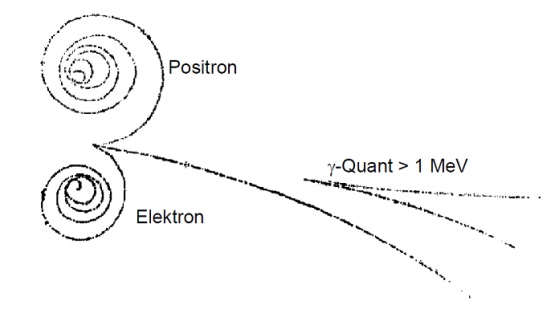 Positron
γ-Quant > 1 MeV
Elektron